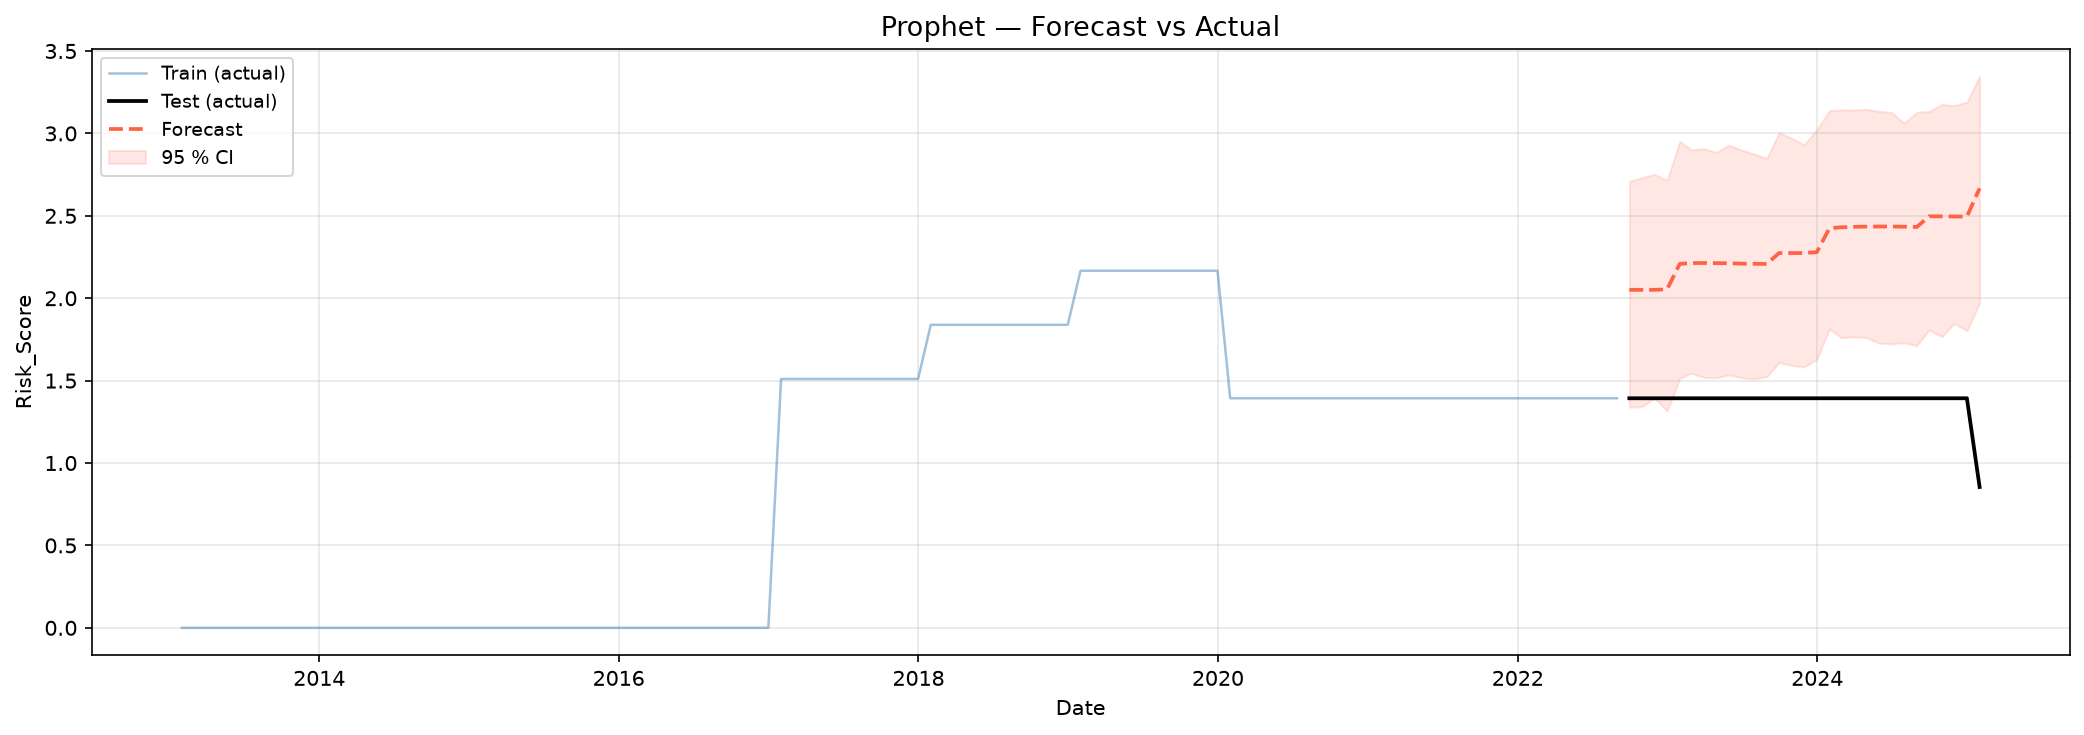 Prophet — Forecast vs Actual
Train (actual)
Test (actual)
Forecast
95 % CI
Risk_Score
3.5
3.0
2.5
2.0
1.5
1.0
0.5
0.0
2014
2016
2018
2020
2022
2024
Date